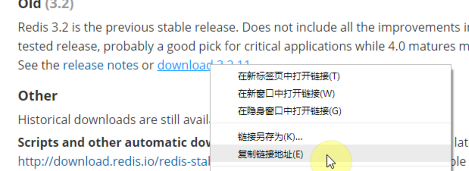 Old (3.2)
Redis 3.2 is the previous stable release. Does not include all the improvements in
tested release, probably a good pick for critical applications while 4.0 matures m
See the release notes or download 3.2.11
在新标签页中打开链接(T)
在新窗口中打开链接(W)
在隐身窗口中打开链接(G)
链接另存为(K)...
复制链接地址(E)
Other
Historical downloads are still avail
Scripts and other automatic dow
http://download.redis.io/redis-stab